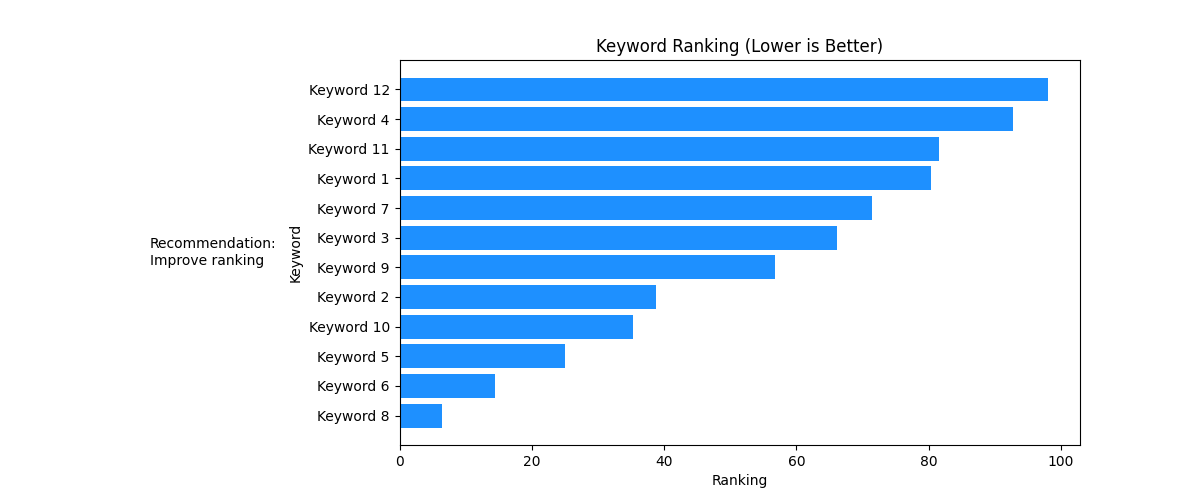 Keyword Ranking (Lower is Better)
Keyword 12
Keyword 4
Keyword 11
Keyword 1
Keyword 7
Keyword 3
Keyword 9
Keyword 2
Keyword 10
Keyword 5
Keyword 6
Keyword 8
Keyword
Recommendation:
Improve ranking
0 20 40 60 80 100
Ranking